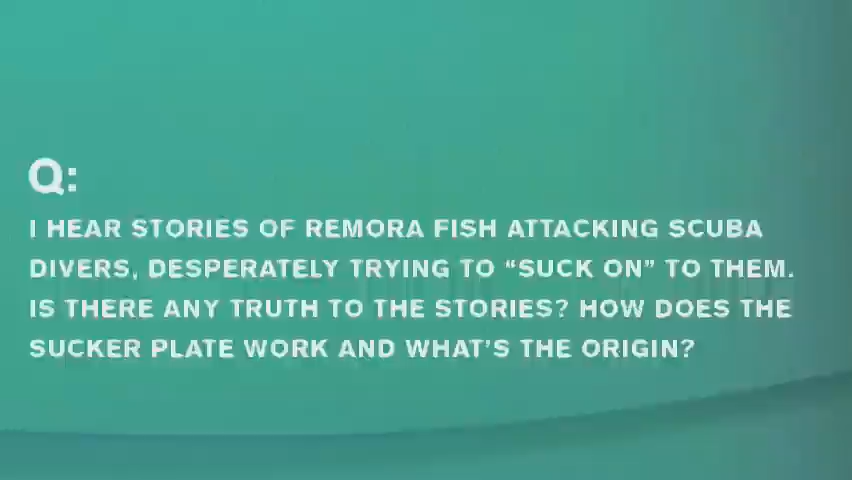 Q:
I HEAR STORIES OF REMORA FISH ATTACKING SCUBA
DIVERS, DESPERATELY TRYING TO “SUCK ON” TO THEM.
IS THERE ANY TRUTH TO THE STORIES? HOW DOES THE
SUCKER PLATE WORK AND WHAT’S THE ORIGIN?